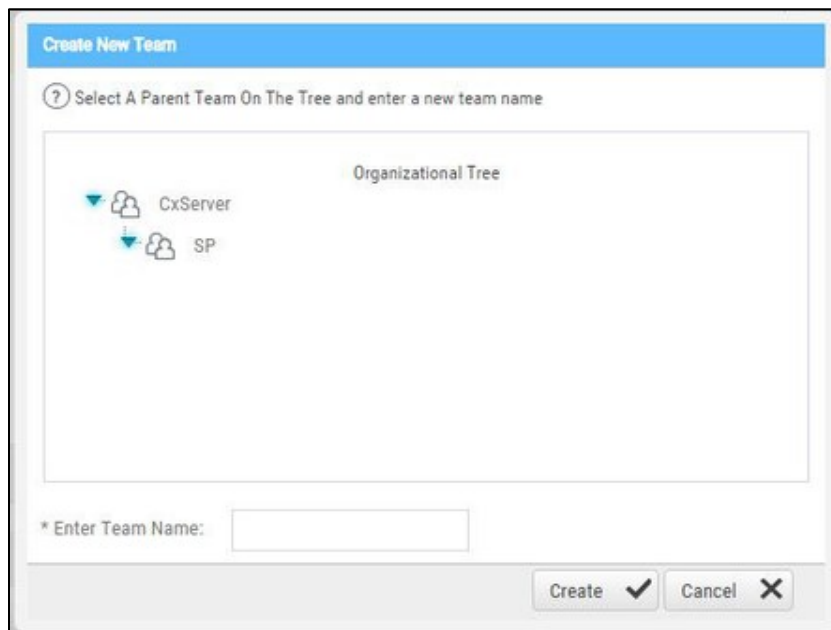 Create New Team
? Select A Parent Team On The Tree and enter a new team name
Organizational Tree
CxServer
SP
* Enter Team Name:
Create Cancel